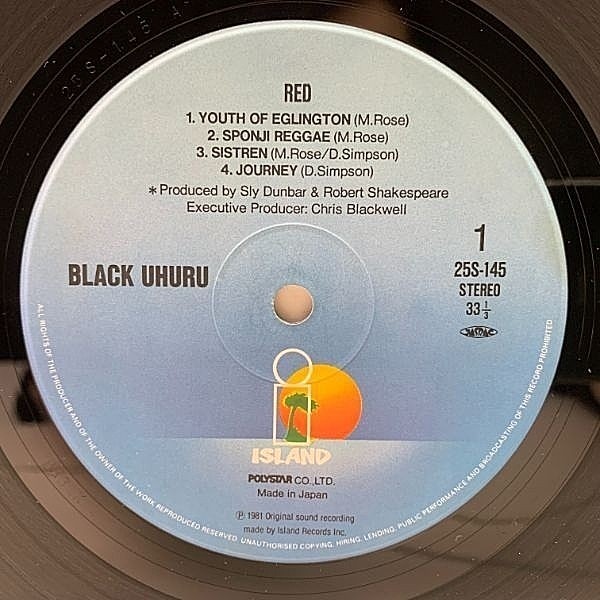 25S-145 A
RED
1. YOUTH OF EGLINGTON (M.Rose)
2. SPONJI REGGAE (M.Rose)
3. SISTREN (M.Rose/D.Simpson)
4. JOURNEY (D.Simpson)
*Produced by Sly Dunbar & Robert Shakespeare
Executive Producer: Chris Blackwell
BLACK UHURU
1
25S-145
STEREO
33 1/3
ISLAND
POLYSTAR CO.,LTD.
Made in Japan
℗ 1981 Original sound recording
made by Island Records Inc.
ALL RIGHTS OF THE PRODUCER AND OF THE OWNER OF THE WORK REPRODUCED RESERVED. UNAUTHORISED COPYING, HIRING, LENDING, PUBLIC PERFORMANCE AND BROADCASTING OF THIS RECORD PROHIBITED